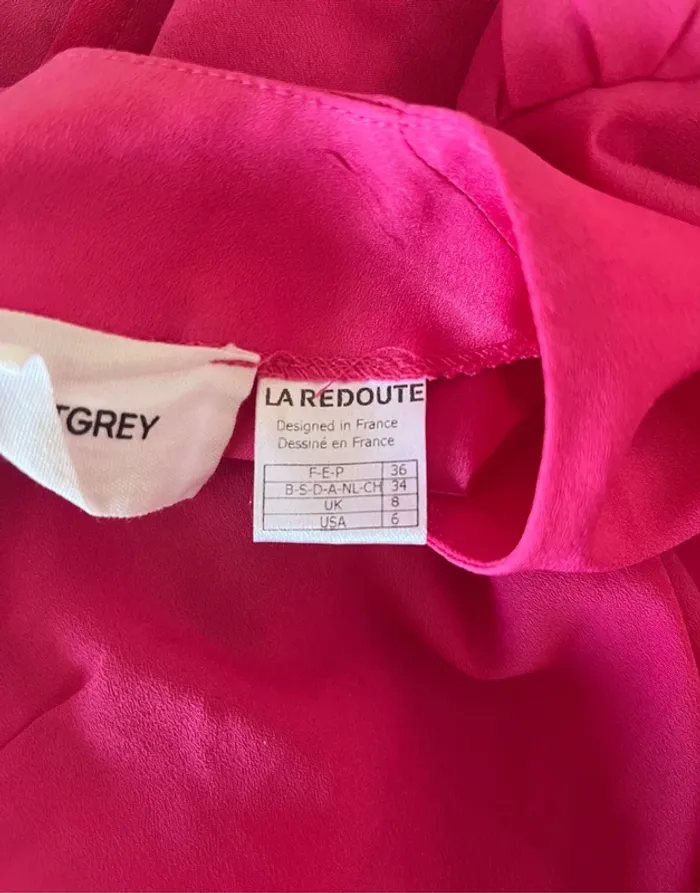 TGREY
LA REDOUTE
Designed in France
Dessiné en France
F-E-P 36
B-S-D-A-NL-CH 34
UK 8
USA 6